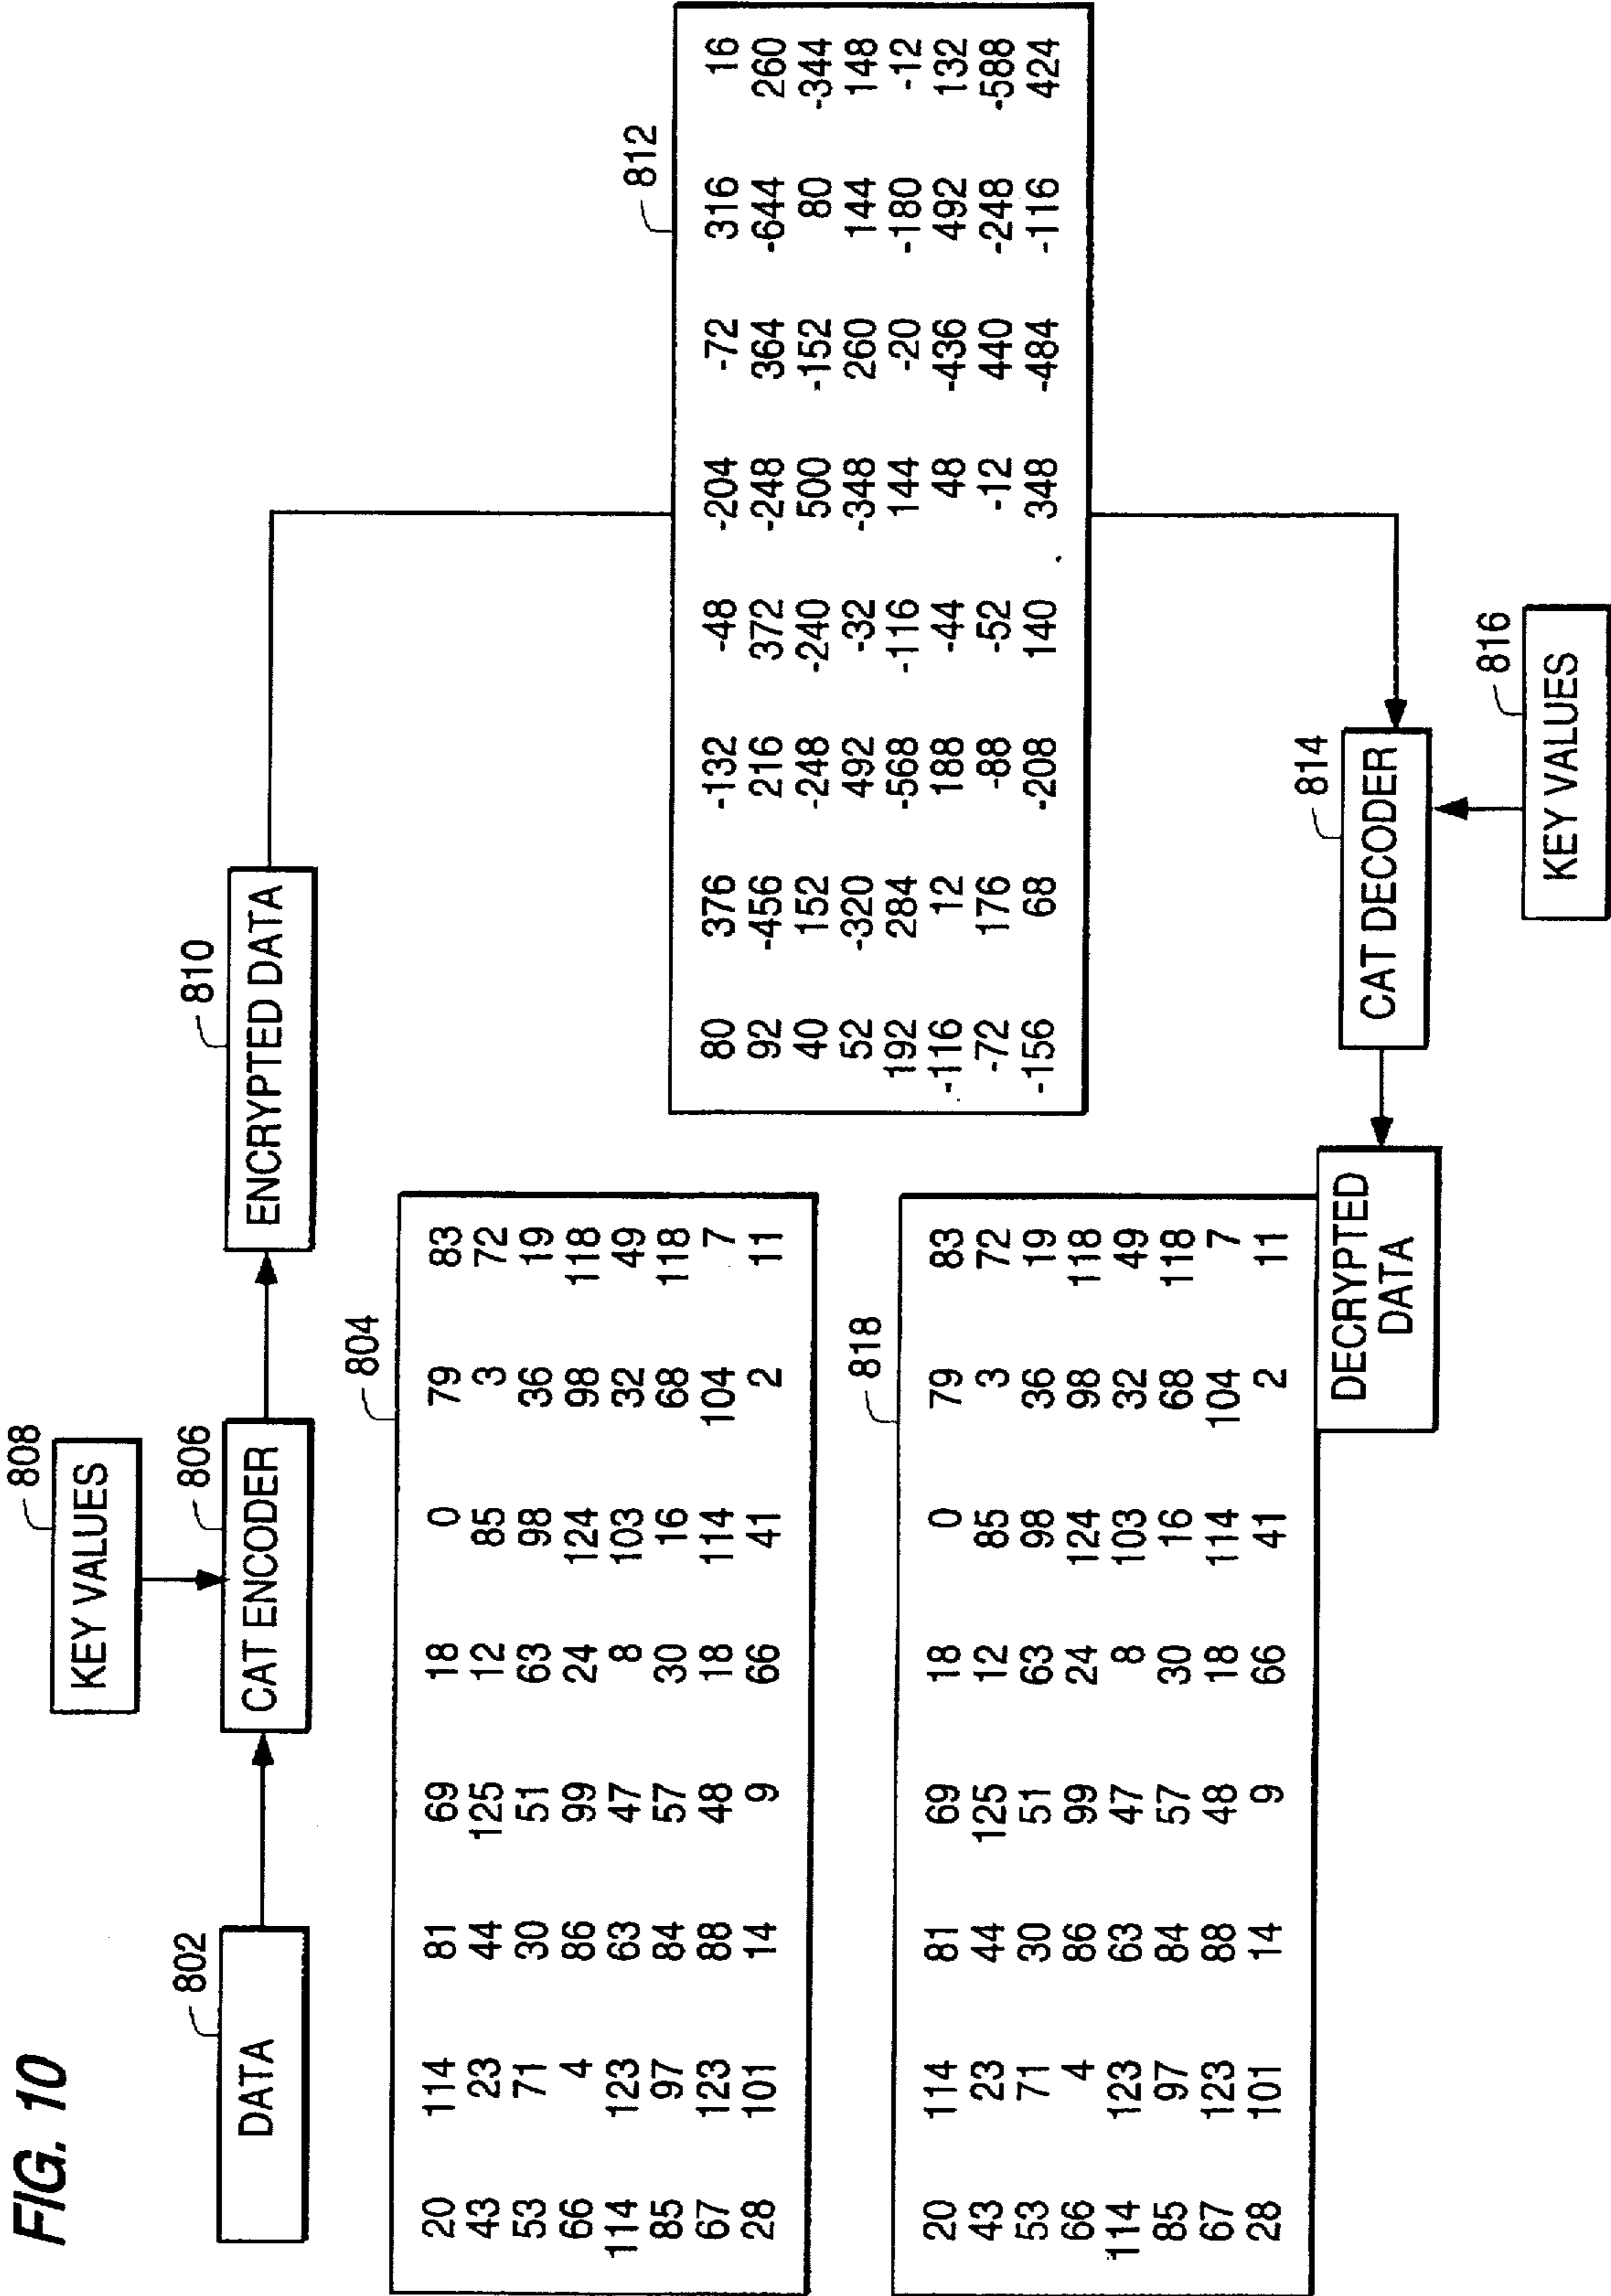 FIG. 10
808
KEY VALUES
802
806
810
DATA
CAT ENCODER
ENCRYPTED DATA
804
20 114 81 69 18 0 79 83
43 23 44 125 12 85 3 72
53 71 30 51 63 98 36 19
66 4 86 99 24 124 98 118
114 123 63 47 8 103 32 49
85 97 84 57 30 16 68 118
67 123 88 48 18 114 104 7
28 101 14 9 66 41 2 11
812
80 376 -132 -48 -204 -72 316 16
92 -456 216 372 -248 364 -644 260
40 152 -248 -240 500 -152 80 -344
52 -320 492 -32 -348 260 144 148
192 284 -568 -116 144 -20 -180 -12
-116 12 188 -44 48 -436 492 132
-72 176 -88 -52 -12 440 -248 -588
-156 68 -208 140 348 -484 -116 424
818
20 114 81 69 18 0 79 83
43 23 44 125 12 85 3 72
53 71 30 51 63 98 36 19
66 4 86 99 24 124 98 118
114 123 63 47 8 103 32 49
85 97 84 57 30 16 68 118
67 123 88 48 18 114 104 7
28 101 14 9 66 41 2 11
DECRYPTED
DATA
814
CAT DECODER
816
KEY VALUES